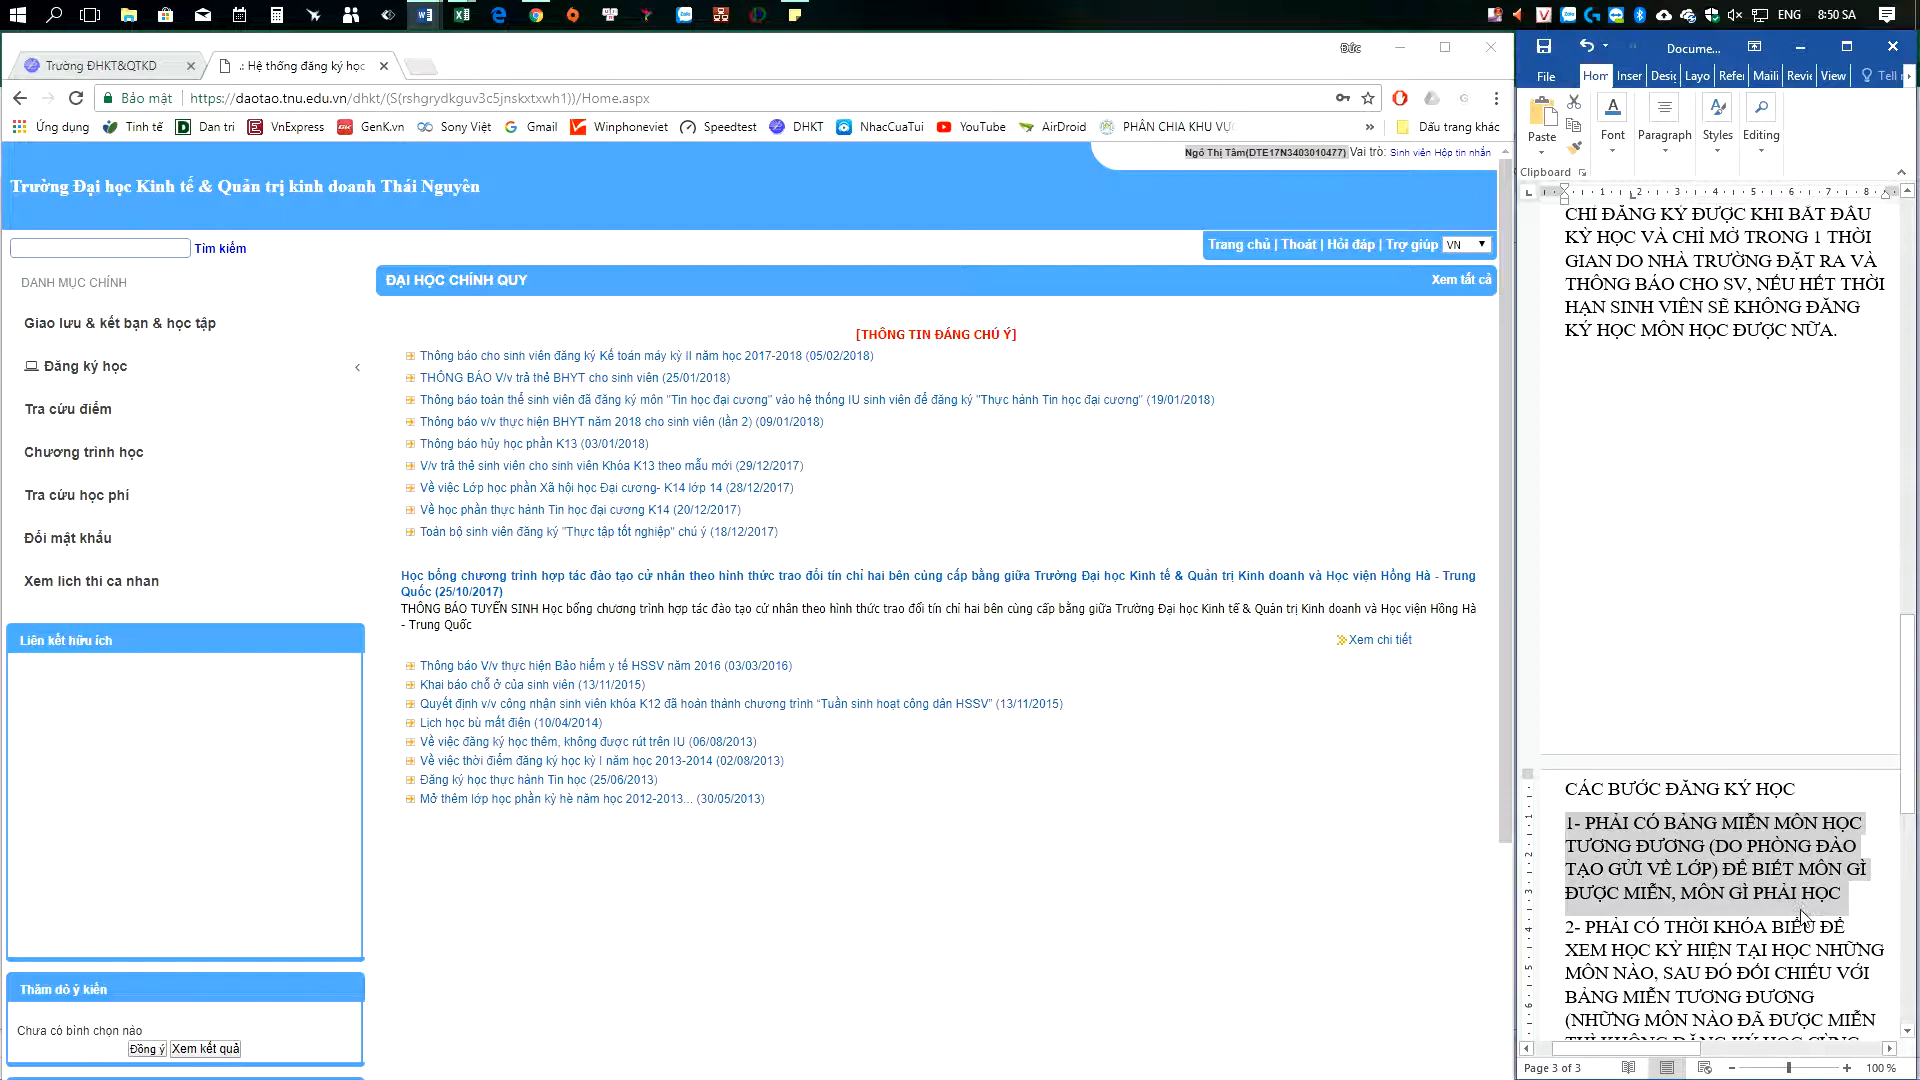 ENG
8:50 SA
Đức
Trường ĐHKT&QTKD
.: Hệ thống đăng ký học
Bảo mật
https://daotao.tnu.edu.vn/dhkt/(S(rshgrydkguv3c5jnskxtxwh1))/Home.aspx
Ứng dụng
Tinh tế
Dan tri
VnExpress
GenK.vn
Sony Việt
Gmail
Winphoneviet
Speedtest
DHKT
NhacCuaTui
YouTube
AirDroid
PHÂN CHIA KHU VỰC
»
Dấu trang khác
Ngô Thị Tâm(DTE17N3403010477) Vai trò: Sinh viên Hộp tin nhắn
Trường Đại học Kinh tế & Quản trị kinh doanh Thái Nguyên
Tìm kiếm
Trang chủ | Thoát | Hỏi đáp | Trợ giúp VN
DANH MỤC CHÍNH
Giao lưu & kết bạn & học tập
Đăng ký học
Tra cứu điểm
Chương trình học
Tra cứu học phí
Đổi mật khẩu
Xem lich thi ca nhan
Liên kết hữu ích
Thăm dò ý kiến
Chưa có bình chọn nào
Đồng ý Xem kết quả
ĐẠI HỌC CHÍNH QUY
Xem tất cả
[THÔNG TIN ĐÁNG CHÚ Ý]
Thông báo cho sinh viên đăng ký Kế toán máy kỳ II năm học 2017-2018 (05/02/2018)
THÔNG BÁO V/v trả thẻ BHYT cho sinh viên (25/01/2018)
Thông báo toàn thể sinh viên đã đăng ký môn "Tin học đại cương" vào hệ thống IU sinh viên để đăng ký "Thực hành Tin học đại cương" (19/01/2018)
Thông báo v/v thực hiện BHYT năm 2018 cho sinh viên (lần 2) (09/01/2018)
Thông báo hủy học phần K13 (03/01/2018)
V/v trả thẻ sinh viên cho sinh viên Khóa K13 theo mẫu mới (29/12/2017)
Về việc Lớp học phần Xã hội học Đại cương- K14 lớp 14 (28/12/2017)
Về học phần thực hành Tin học đại cương K14 (20/12/2017)
Toàn bộ sinh viên đăng ký "Thực tập tốt nghiệp" chú ý (18/12/2017)
Học bổng chương trình hợp tác đào tạo cử nhân theo hình thức trao đổi tín chỉ hai bên cùng cấp bằng giữa Trường Đại học Kinh tế & Quản trị Kinh doanh và Học viện Hồng Hà - Trung
Quốc (25/10/2017)
THÔNG BÁO TUYỂN SINH Học bổng chương trình hợp tác đào tạo cử nhân theo hình thức trao đổi tín chỉ hai bên cùng cấp bằng giữa Trường Đại học Kinh tế & Quản trị Kinh doanh và Học viện Hồng Hà
- Trung Quốc
Xem chi tiết
Thông báo V/v thực hiện Bảo hiểm y tế HSSV năm 2016 (03/03/2016)
Khai báo chỗ ở của sinh viên (13/11/2015)
Quyết định v/v công nhận sinh viên khóa K12 đã hoàn thành chương trình “Tuần sinh hoạt công dân HSSV” (13/11/2015)
Lịch học bù mất điện (10/04/2014)
Về việc đăng ký học thêm, không được rút trên IU (06/08/2013)
Về việc thời điểm đăng ký học kỳ I năm học 2013-2014 (02/08/2013)
Đăng ký học thực hành Tin học (25/06/2013)
Mở thêm lớp học phần kỳ hè năm học 2012-2013... (30/05/2013)
Docume...
File
Hom
Inser
Desig
Layo
Refer
Maili
Revie
View
Tell
Paste
Font
Paragraph
Styles
Editing
Clipboard
CHỈ ĐĂNG KÝ ĐƯỢC KHI BẮT ĐẦU
KỲ HỌC VÀ CHỈ MỞ TRONG 1 THỜI
GIAN DO NHÀ TRƯỜNG ĐẶT RA VÀ
THÔNG BÁO CHO SV, NẾU HẾT THỜI
HẠN SINH VIÊN SẼ KHÔNG ĐĂNG
KÝ HỌC MÔN HỌC ĐƯỢC NỮA.
CÁC BƯỚC ĐĂNG KÝ HỌC
1- PHẢI CÓ BẢNG MIỄN MÔN HỌC
TƯƠNG ĐƯƠNG (DO PHÒNG ĐÀO
TẠO GỬI VỀ LỚP) ĐỂ BIẾT MÔN GÌ
ĐƯỢC MIỄN, MÔN GÌ PHẢI HỌC
2- PHẢI CÓ THỜI KHÓA BIỂU ĐỂ
XEM HỌC KỲ HIỆN TẠI HỌC NHỮNG
MÔN NÀO, SAU ĐÓ ĐỐI CHIẾU VỚI
BẢNG MIỄN TƯƠNG ĐƯƠNG
(NHỮNG MÔN NÀO ĐÃ ĐƯỢC MIỄN
THÌ KHÔNG ĐĂNG KÝ HỌC CÙNG
Page 3 of 3
100 %